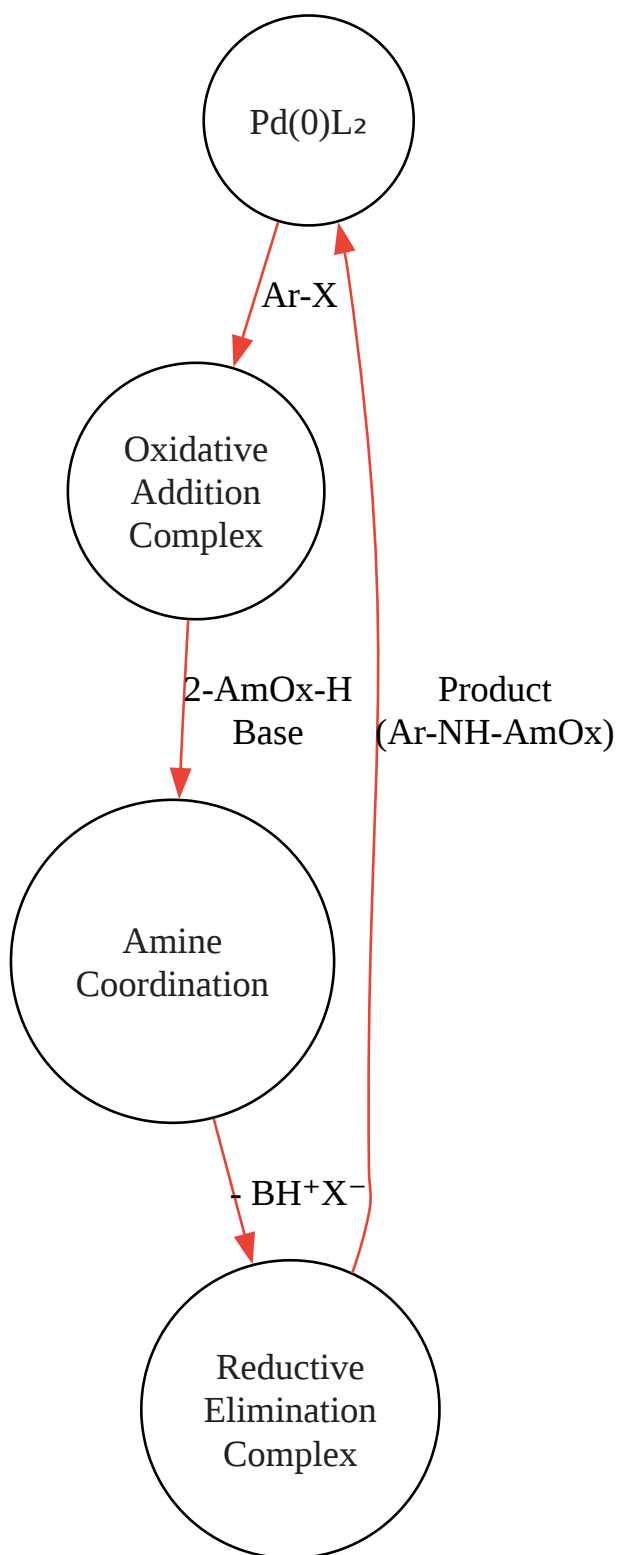 Pd(0)L₂
Ar-X
Oxidative
Addition
Complex
2-AmOx-H
Base
Product
(Ar-NH-AmOx)
Amine
Coordination
- BH⁺X⁻
Reductive
Elimination
Complex